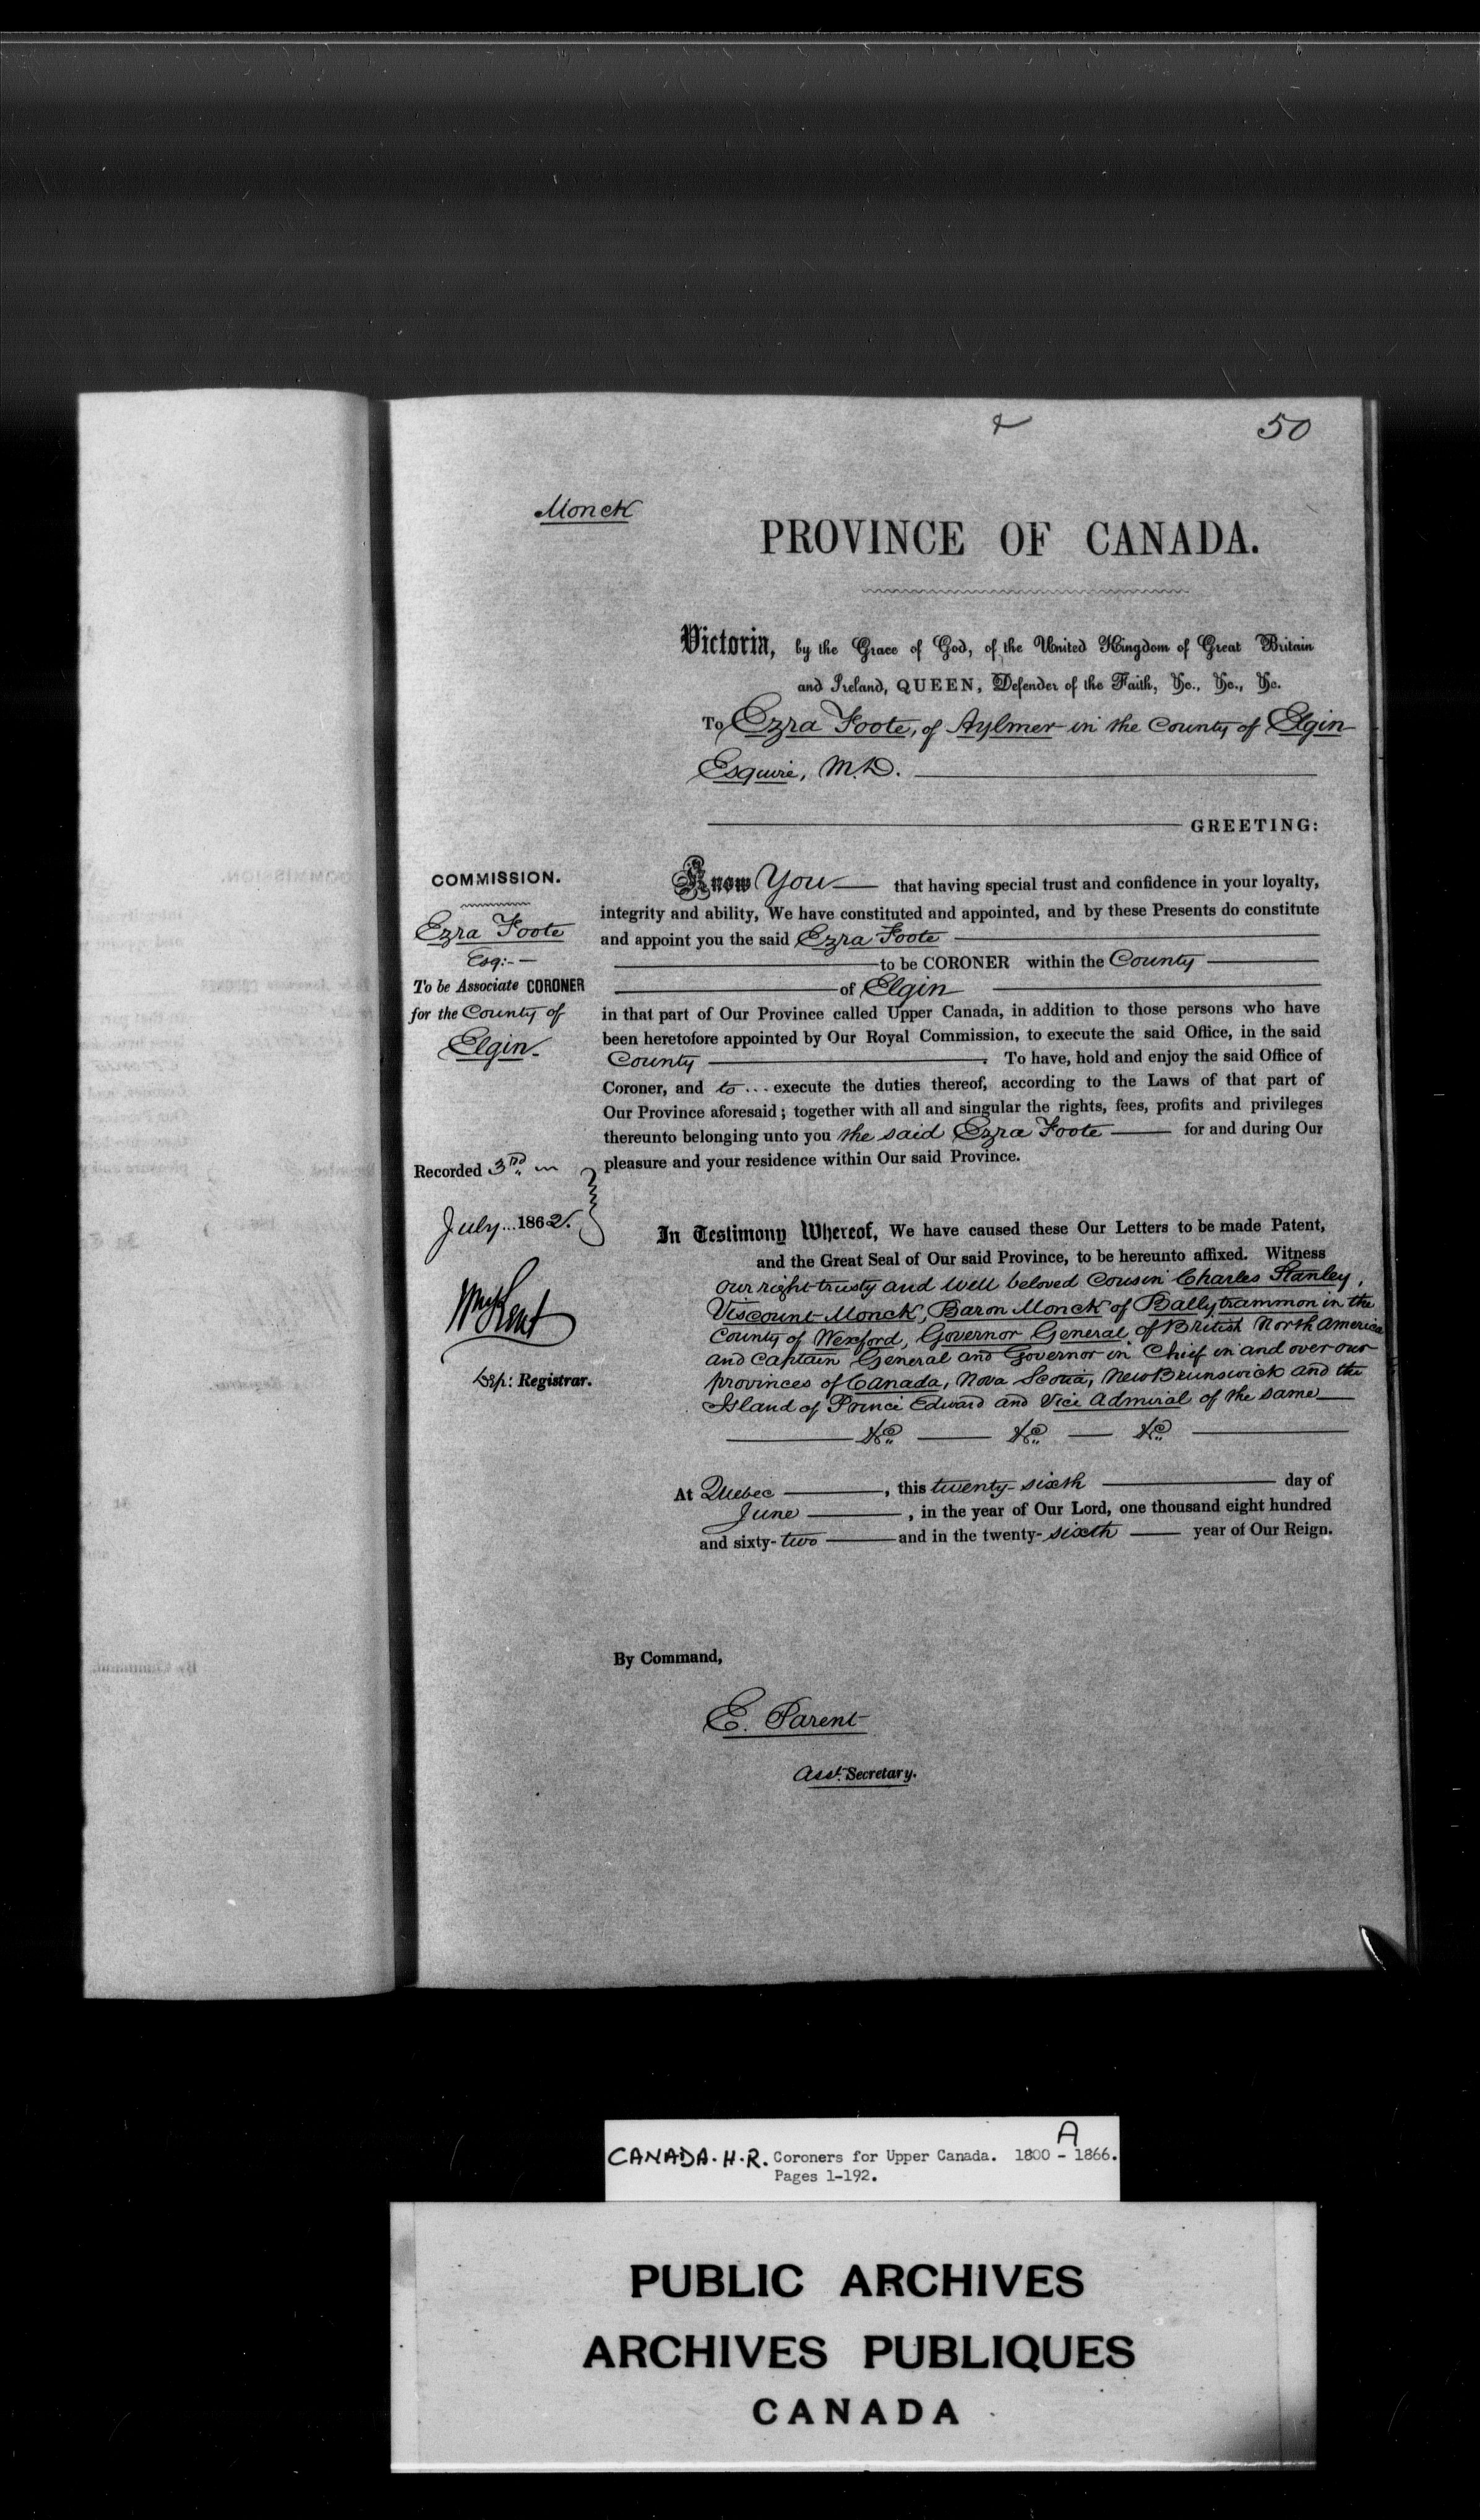 50
Monck
PROVINCE OF CANADA.
Victoria, by the Grace of God, of the United Kingdom of Great Britain
and Ireland, QUEEN, Defender of the Faith, &c., &c., &c.
To Ezra Foote, of Aylmer in the County of Elgin
Esquire, M.D.
GREETING:
COMMISSION.
Ezra Foote
Esq:-
To be Associate CORONER
for the County of
Elgin.
Know You that having special trust and confidence in your loyalty,
integrity and ability, We have constituted and appointed, and by these Presents do constitute
and appoint you the said Ezra Foote
to be CORONER within the County
of Elgin
in that part of Our Province called Upper Canada, in addition to those persons who have
been heretofore appointed by Our Royal Commission, to execute the said Office, in the said
County . To have, hold and enjoy the said Office of
Coroner, and to... execute the duties thereof, according to the Laws of that part of
Our Province aforesaid; together with all and singular the rights, fees, profits and privileges
thereunto belonging unto you the said Ezra Foote for and during Our
pleasure and your residence within Our said Province.
Recorded 3rd
July...1862.
Wm Kent
Dep: Registrar.
In Testimony Whereof, We have caused these Our Letters to be made Patent,
and the Great Seal of Our said Province, to be hereunto affixed. Witness
Our right trusty and well beloved Cousin Charles Stanley,
Viscount Monck, Baron Monck of Ballytrammon in the
County of Wexford, Governor General of British North America
and Captain General and Governor in Chief in and over our
provinces of Canada, Nova Scotia, New Brunswick and the
Island of Prince Edward and Vice Admiral of the same
&c &c &c
At Quebec , this twenty-sixth day of
June , in the year of Our Lord, one thousand eight hundred
and sixty-two and in the twenty-sixth year of Our Reign.
By Command,
E. Parent
Asst. Secretary.
A
CANADA. H.R. Coroners for Upper Canada. 1800 - 1866.
Pages 1-192.
PUBLIC ARCHIVES
ARCHIVES PUBLIQUES
CANADA